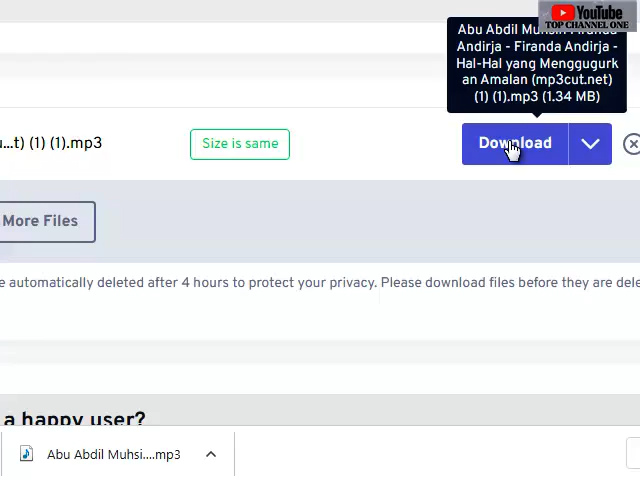 YouTube
TOP CHANNEL ONE
Abu Abdil Muhsin Firanda
Andirja - Firanda Andirja -
Hal-Hal yang Menggugurk
an Amalan (mp3cut.net)
(1) (1).mp3 (1.34 MB)
...t) (1) (1).mp3
Size is same
Download
More Files
e automatically deleted after 4 hours to protect your privacy. Please download files before they are dele
a happy user?
Abu Abdil Muhsi....mp3